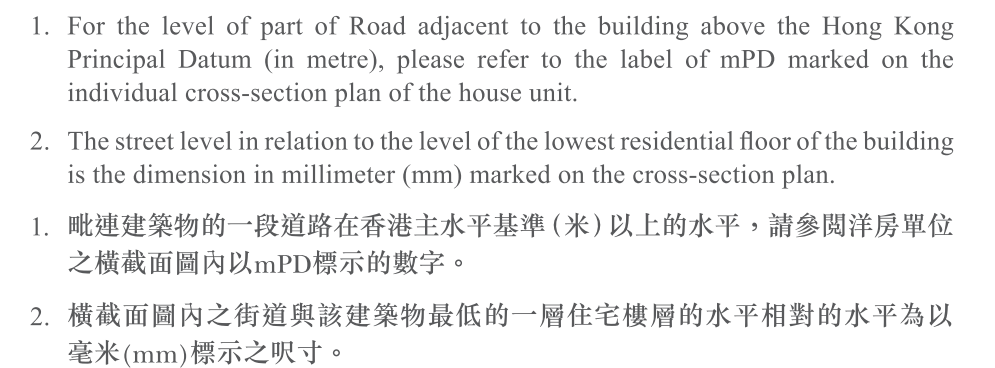 1. For the level of part of Road adjacent to the building above the Hong Kong
Principal Datum (in metre), please refer to the label of mPD marked on the
individual cross-section plan of the house unit.
2. The street level in relation to the level of the lowest residential floor of the building
is the dimension in millimeter (mm) marked on the cross-section plan.
1. 毗連建築物的一段道路在香港主水平基準（米）以上的水平，請參閱洋房單位
之橫截面圖內以mPD標示的數字。
2. 橫截面圖內之街道與該建築物最低的一層住宅樓層的水平相對的水平為以
毫米(mm)標示之呎寸。